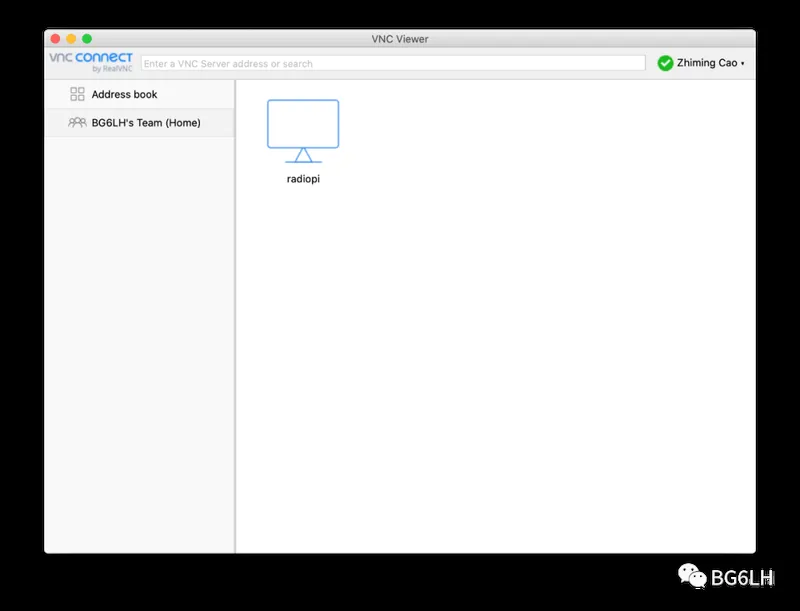 VNC Viewer
vnc connect
by RealVNC
Enter a VNC Server address or search
Zhiming Cao
Address book
BG6LH's Team (Home)
radiopi
BG6LH